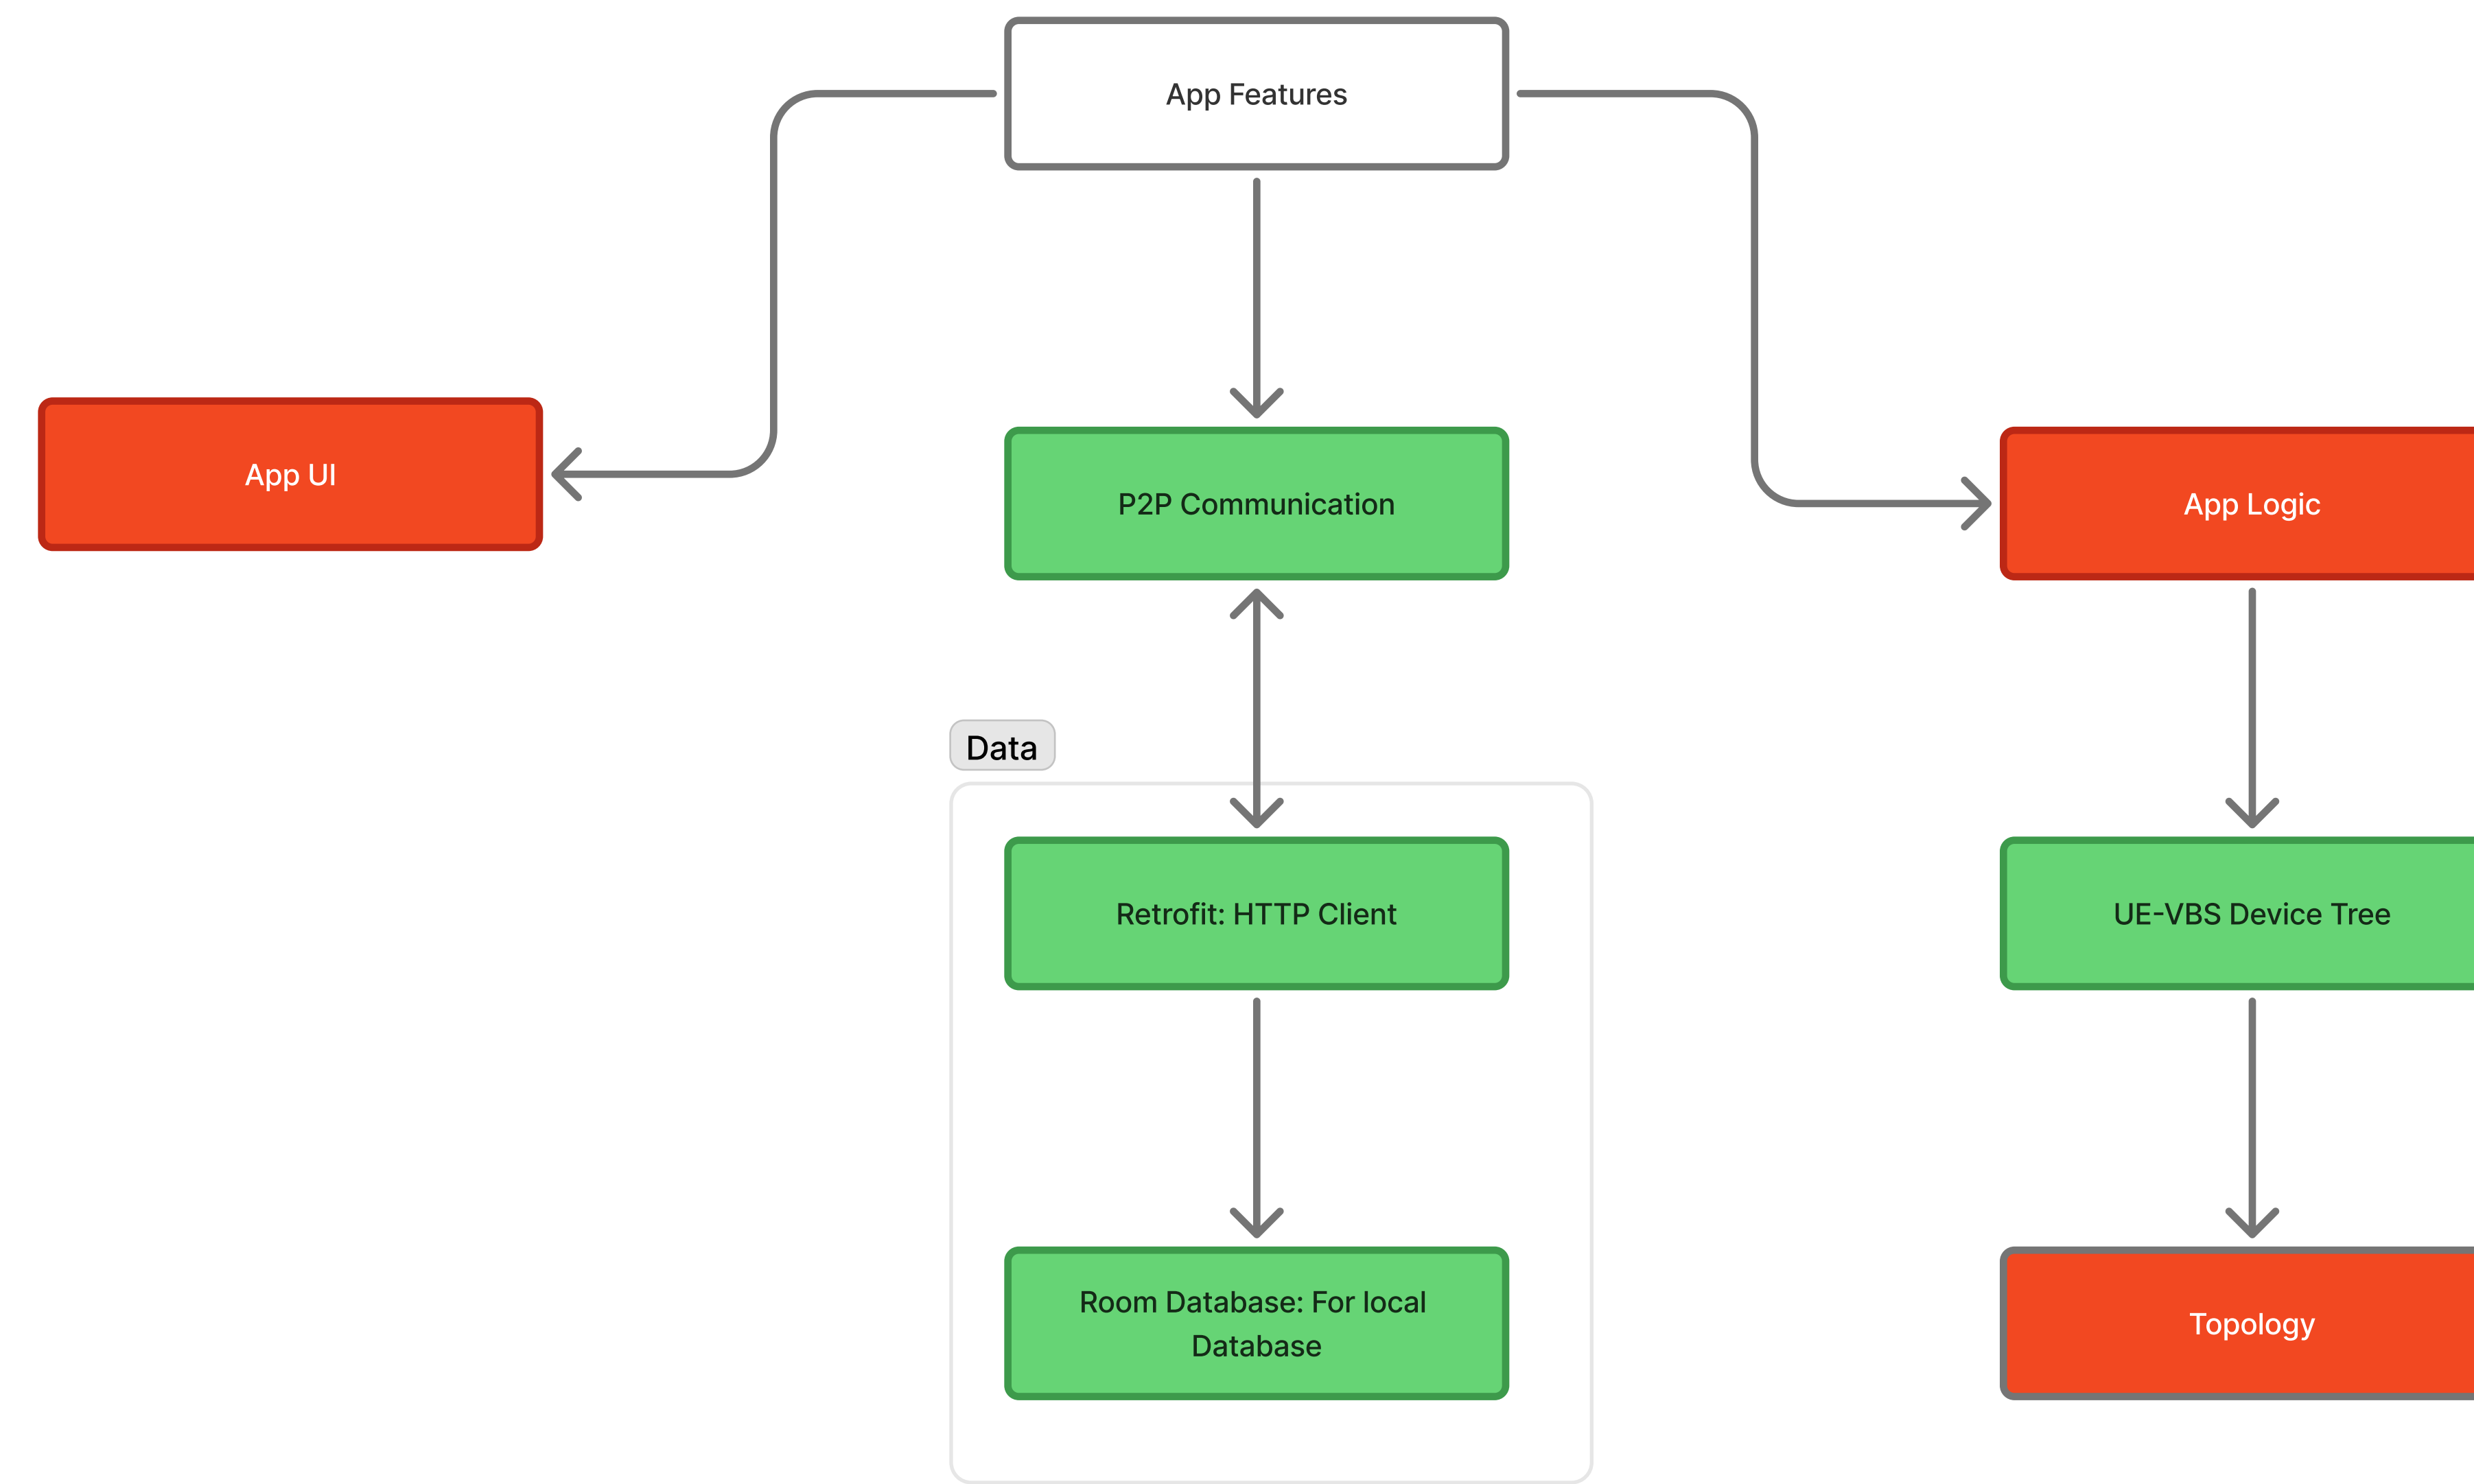 App Features
App UI
P2P Communication
App Logic
Data
Retrofit: HTTP Client
UE-VBS Device Tree
Room Database: For local
Database
Topology